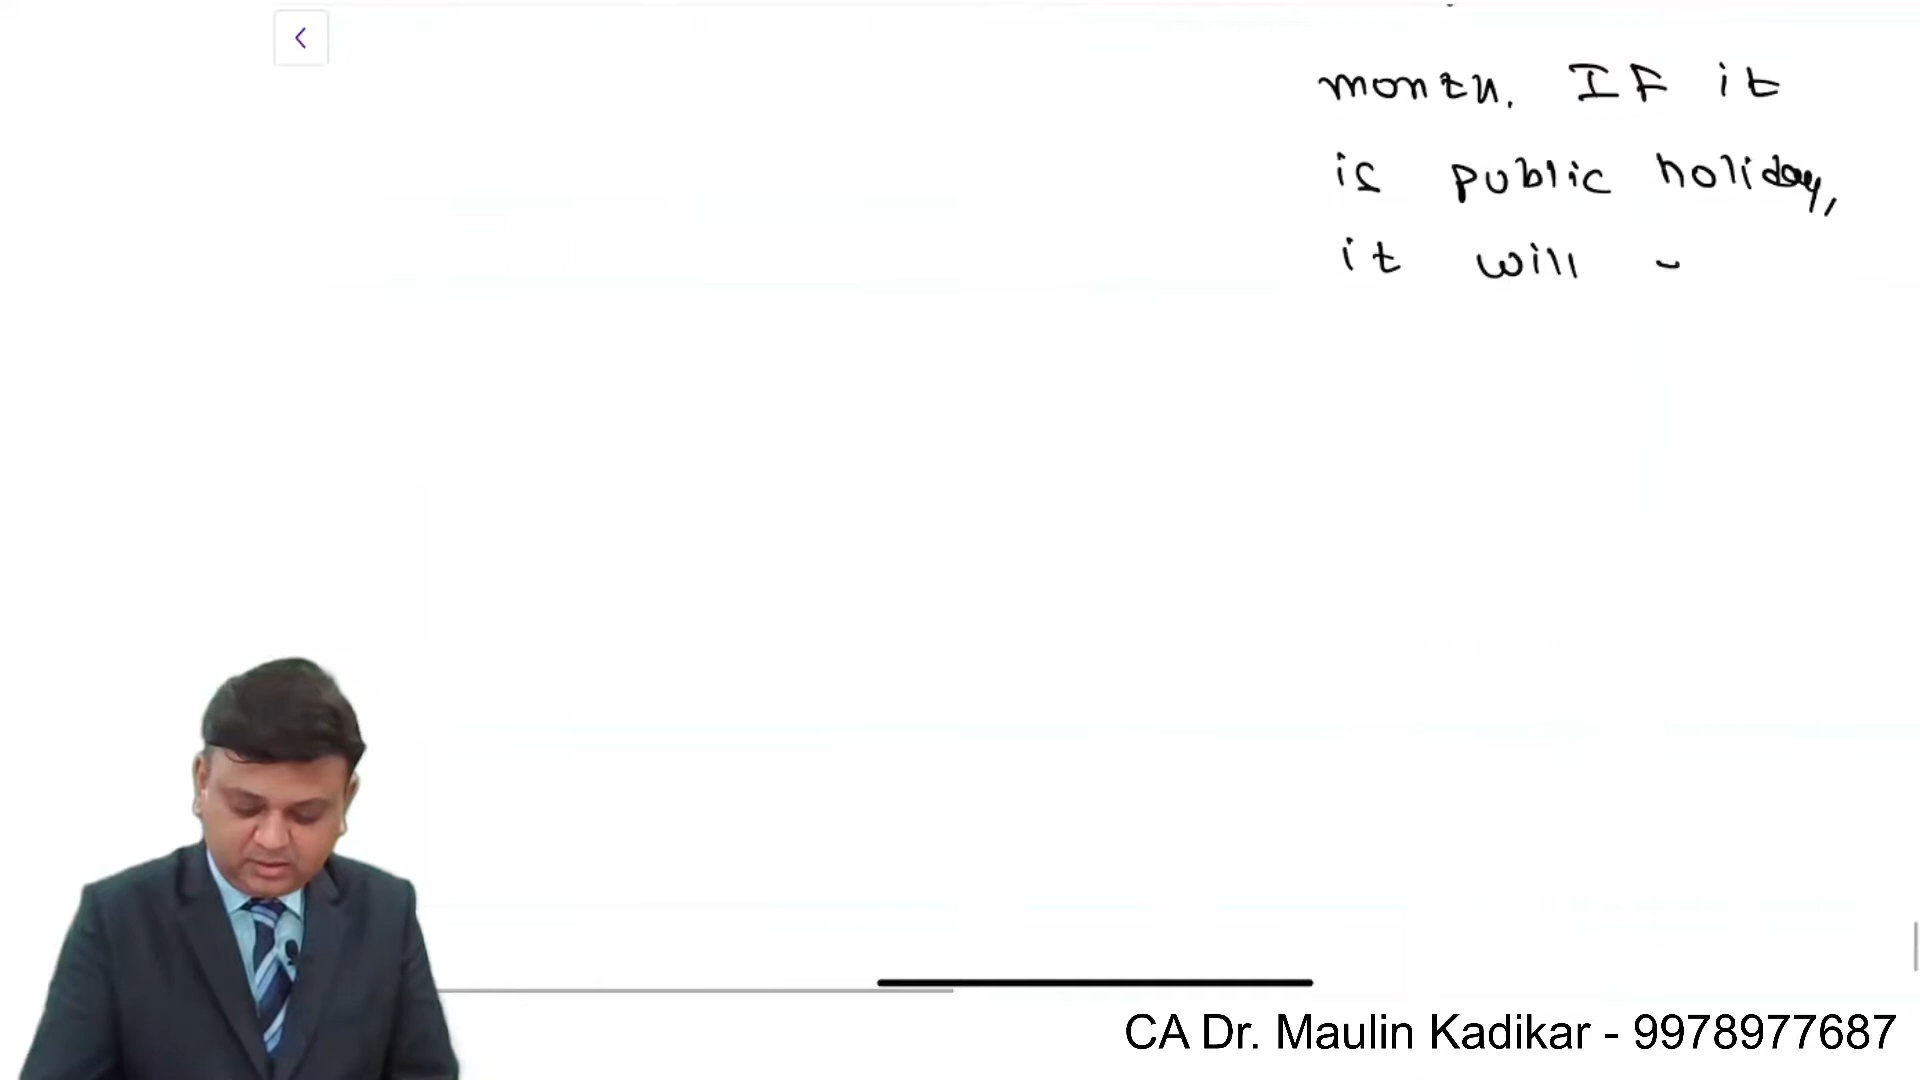 month. IF it
is public holiday,
it will
CA Dr. Maulin Kadikar - 9978977687